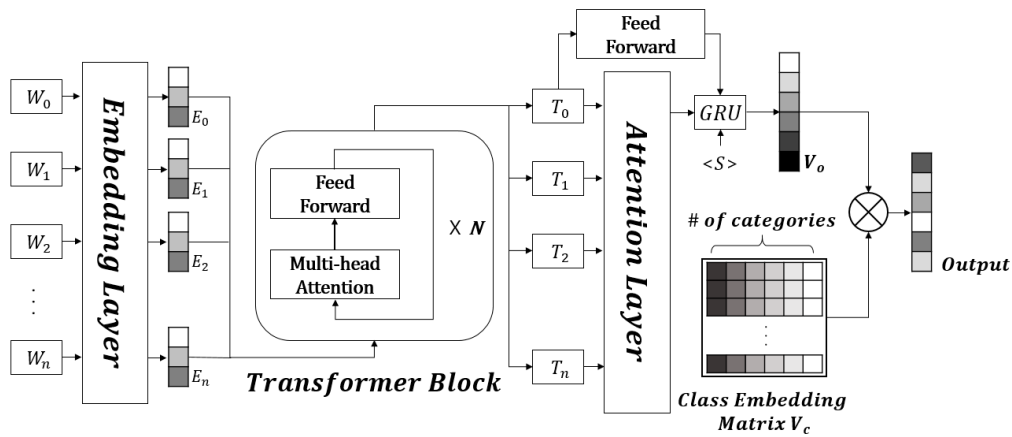 W₀
W₁
W₂
⋮
Wₙ
Embedding Layer
E₀
E₁
E₂
Eₙ
Feed
Forward
Multi-head
Attention
× N
Transformer Block
T₀
T₁
T₂
Tₙ
Feed
Forward
Attention Layer
GRU
<S>
Vₒ
# of categories
⋮
Class Embedding
Matrix V_c
Output